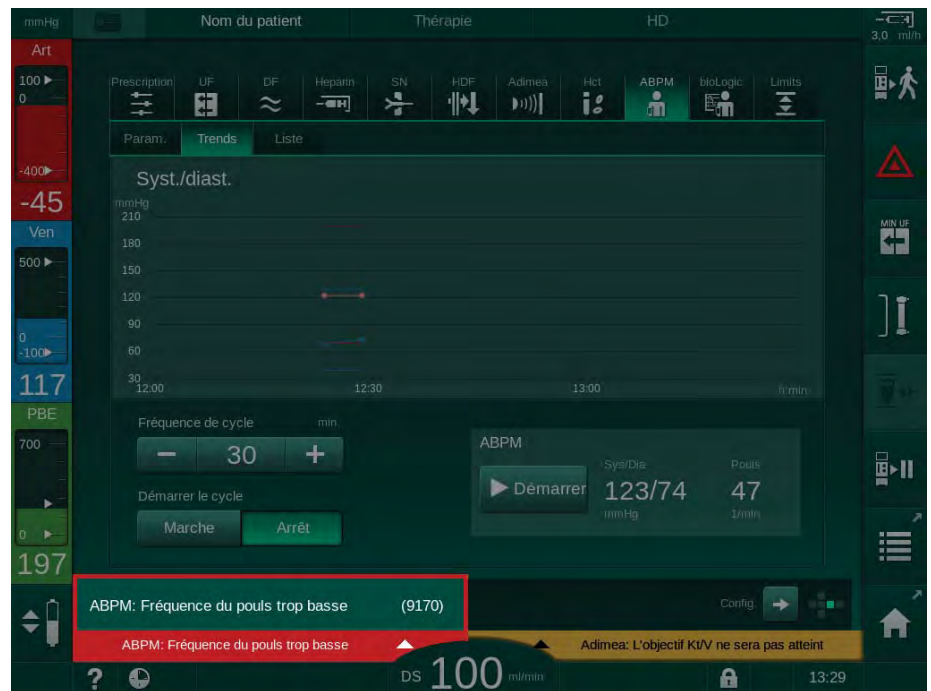 mmHg
Nom du patient
Thérapie
HD
3,0 ml/h
Art
100
0
-400
-45
Ven
500
0
-100
117
PBE
700
0
197
Prescription
UF
DF
Heparin
SN
HDF
Adimea
Hct
ABPM
bioLogic
Limits
Param.
Trends
Liste
Syst./diast.
mmHg
210
180
150
120
90
60
30
12:00
12:30
13:00
h:min
Fréquence de cycle
min.
30
Démarrer le cycle
Marche
Arrêt
ABPM
Démarrer
Sys/Dia
123/74
mmHg
Pouls
47
1/min
MIN UF
ABPM: Fréquence du pouls trop basse (9170)
Config.
ABPM: Fréquence du pouls trop basse
Adimea: L'objectif Kt/V ne sera pas atteint
?
DS 100 ml/min
13:29